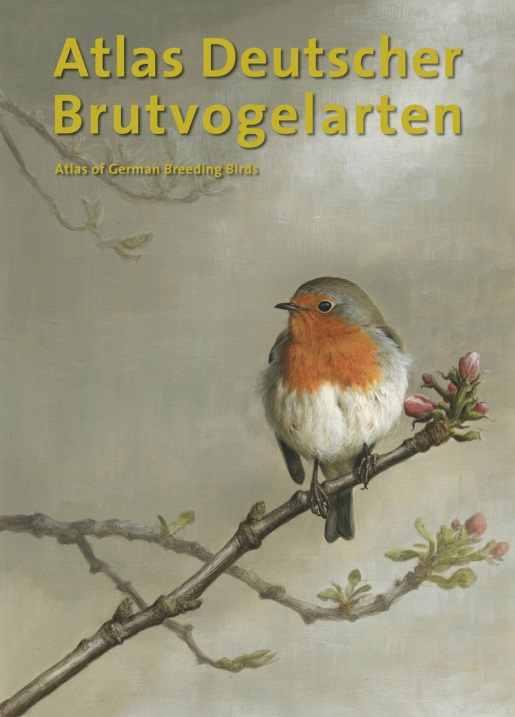 Atlas Deutscher
Brutvogelarten
Atlas of German Breeding Birds